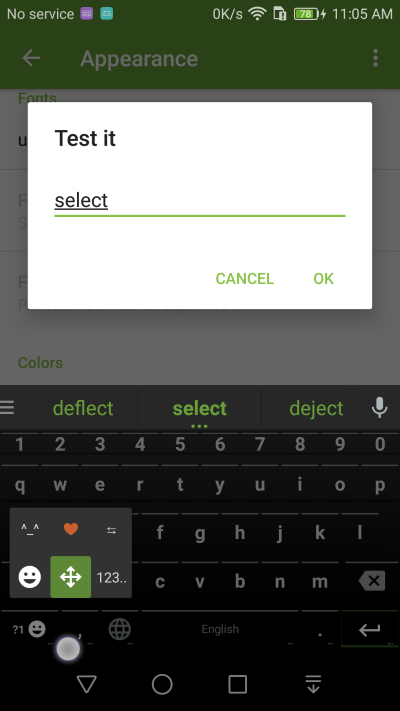 No service 0K/s 78 11:05 AM
Appearance
Fonts
Test it
select
CANCEL OK
Colors
deflect select deject
1 2 3 4 5 6 7 8 9 0
q w e r t y u i o p
^_^ f g h j k l
123.. c v b n m
?1 , English .